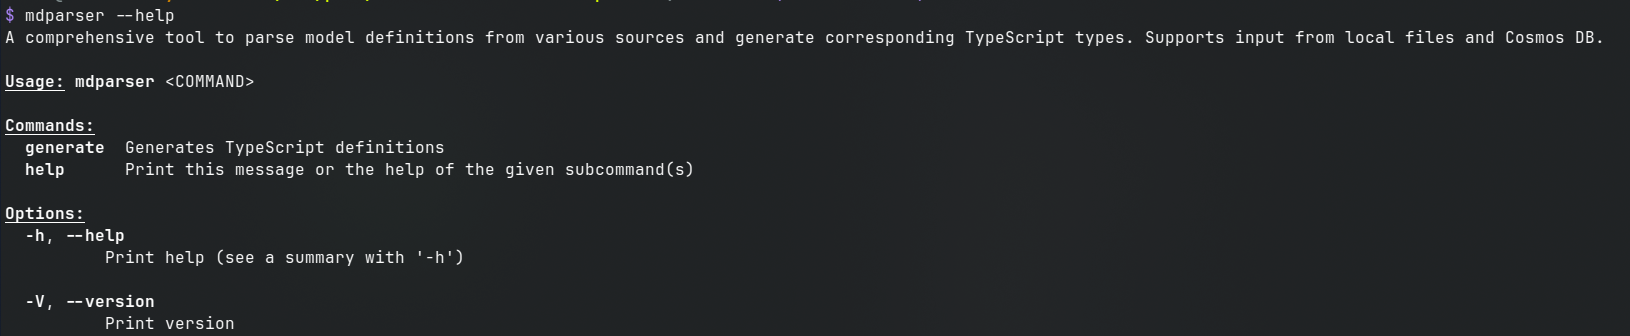 $ mdparser --help
A comprehensive tool to parse model definitions from various sources and generate corresponding TypeScript types. Supports input from local files and Cosmos DB.
Usage: mdparser <COMMAND>
Commands:
generate  Generates TypeScript definitions
help      Print this message or the help of the given subcommand(s)
Options:
-h, --help
Print help (see a summary with '-h')
-V, --version
Print version